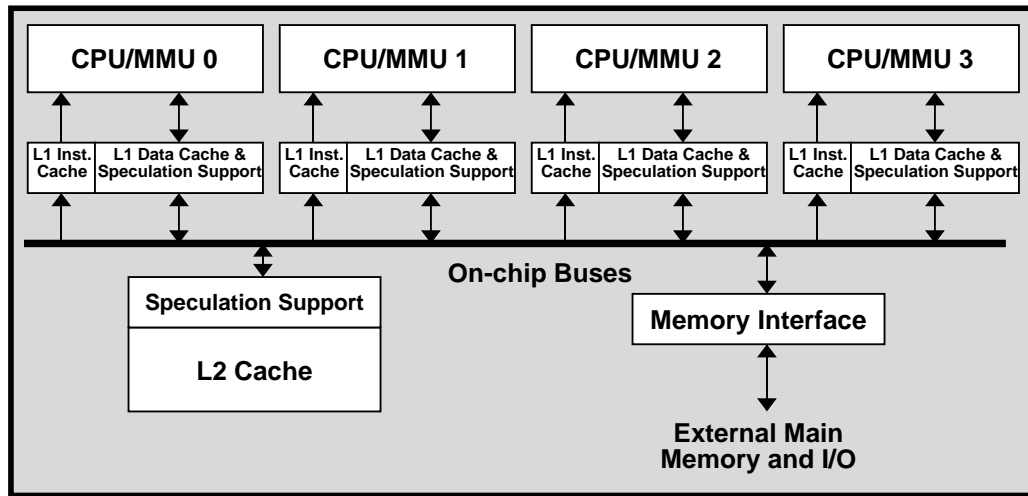 CPU/MMU 0
CPU/MMU 1
CPU/MMU 2
CPU/MMU 3
L1 Inst.
Cache
L1 Data Cache &
Speculation Support
L1 Inst.
Cache
L1 Data Cache &
Speculation Support
L1 Inst.
Cache
L1 Data Cache &
Speculation Support
L1 Inst.
Cache
L1 Data Cache &
Speculation Support
On-chip Buses
Speculation Support
L2 Cache
Memory Interface
External Main
Memory and I/O